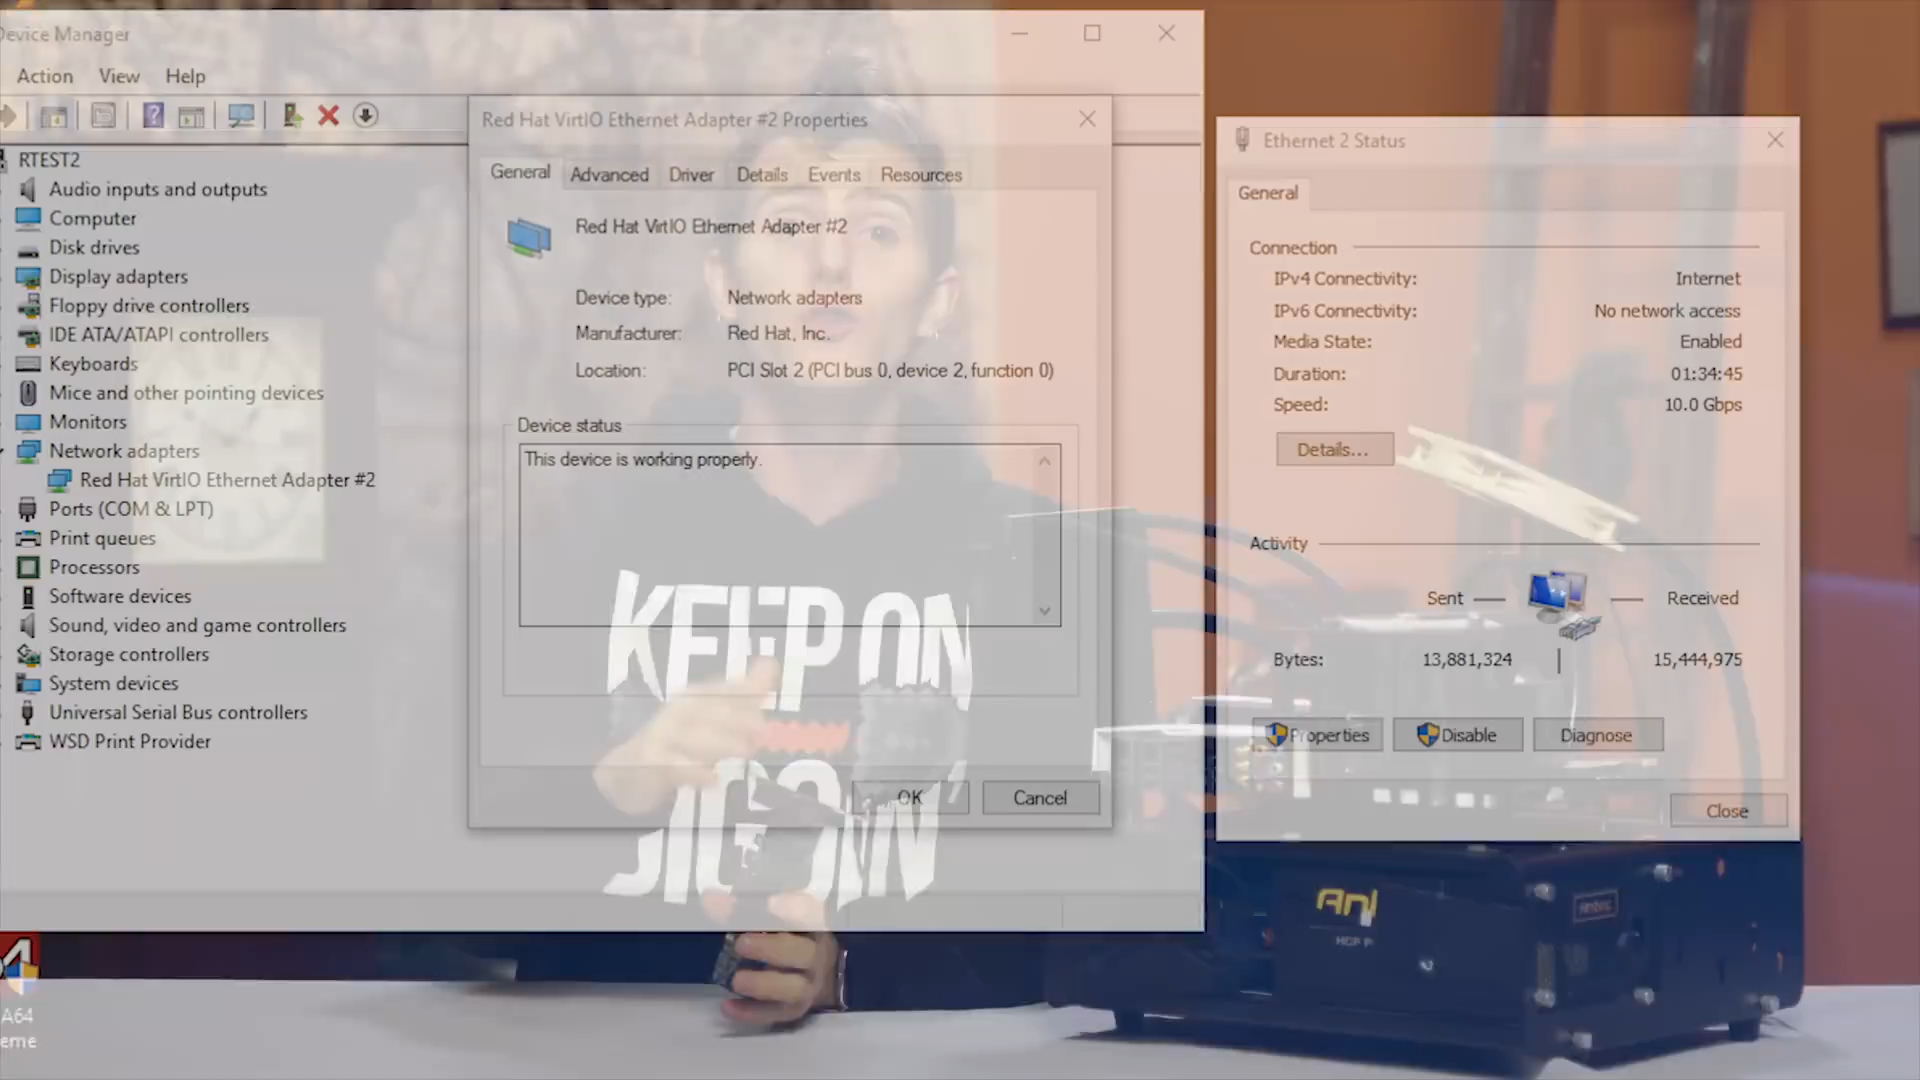 Device Manager
Action View Help
RTEST2
Audio inputs and outputs
Computer
Disk drives
Display adapters
Floppy drive controllers
IDE ATA/ATAPI controllers
Keyboards
Mice and other pointing devices
Monitors
Network adapters
Red Hat VirtIO Ethernet Adapter #2
Ports (COM & LPT)
Print queues
Processors
Software devices
Sound, video and game controllers
Storage controllers
System devices
Universal Serial Bus controllers
WSD Print Provider
Red Hat VirtIO Ethernet Adapter #2 Properties
General Advanced Driver Details Events Resources
Red Hat VirtIO Ethernet Adapter #2
Device type: Network adapters
Manufacturer: Red Hat, Inc.
Location: PCI Slot 2 (PCI bus 0, device 2, function 0)
Device status
This device is working properly.
OK Cancel
Ethernet 2 Status
General
Connection
IPv4 Connectivity: Internet
IPv6 Connectivity: No network access
Media State: Enabled
Duration: 01:34:45
Speed: 10.0 Gbps
Details...
Activity
Sent Received
Bytes: 13,881,324 15,444,975
Properties Disable Diagnose
Close
KEEP ON
A64
eme